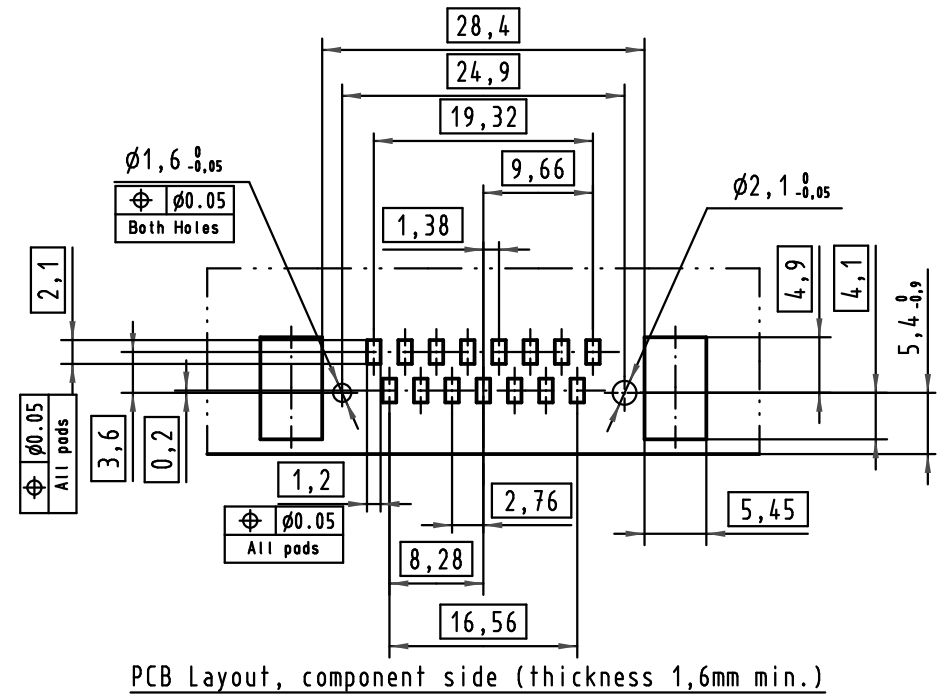 28,4
24,9
19,32
9,66
Ø1,6 0 -0,05
⌖ Ø0.05
Both Holes
Ø2,1 0 -0,05
1,38
2,1
4,9
4,1
5,4 0 -0,9
⌖ Ø0.05
All pads
3,6
0,2
1,2
⌖ Ø0.05
All pads
2,76
5,45
8,28
16,56
PCB Layout, component side (thickness 1,6mm min.)